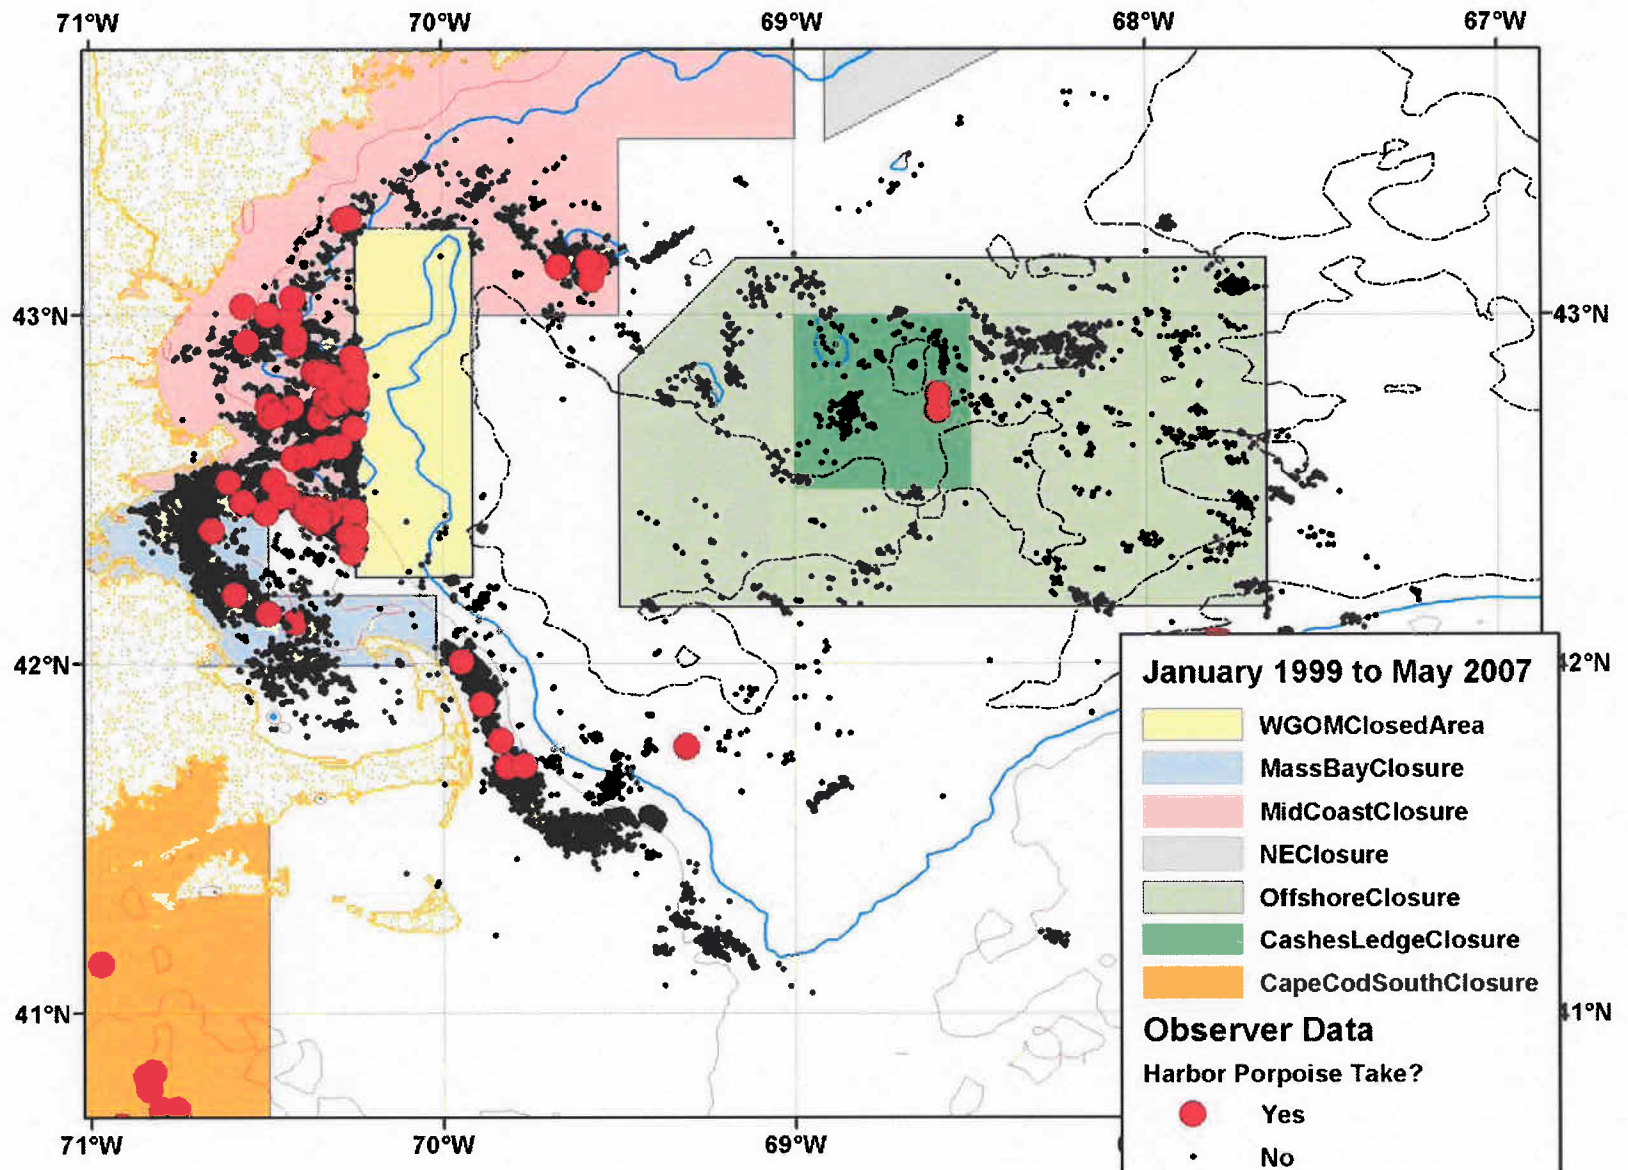 71°W 70°W 69°W 68°W 67°W
43°N 43°N
42°N 42°N
41°N 41°N
71°W 70°W 69°W
January 1999 to May 2007
WGOMClosedArea
MassBayClosure
MidCoastClosure
NEClosure
OffshoreClosure
CashesLedgeClosure
CapeCodSouthClosure
Observer Data
Harbor Porpoise Take?
Yes
No